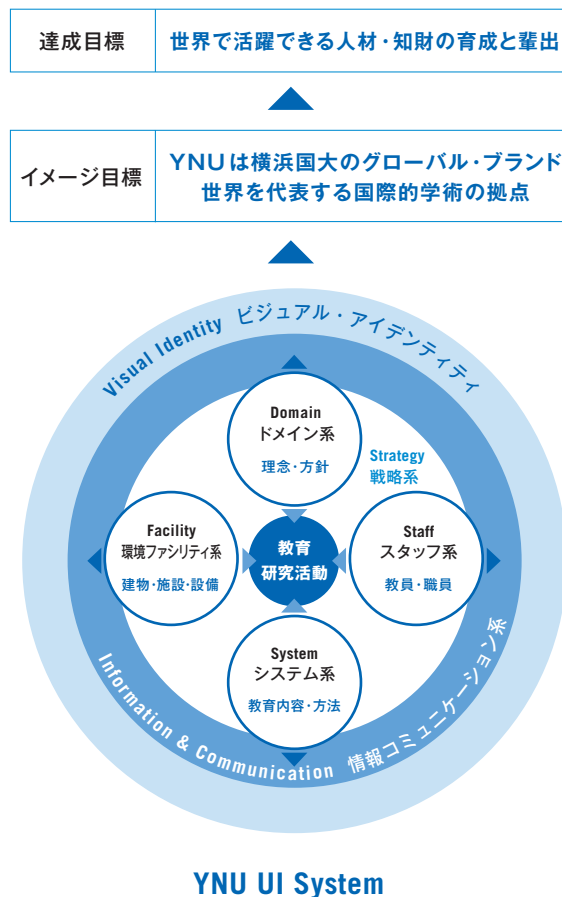 達成目標
世界で活躍できる人材・知財の育成と輩出
イメージ目標
YNUは横浜国大のグローバル・ブランド
世界を代表する国際的学術の拠点
Visual Identity ビジュアル・アイデンティティ
Domain
ドメイン系
理念・方針
Strategy
戦略系
Facility
環境ファシリティ系
建物・施設・設備
教育
研究活動
Staff
スタッフ系
教員・職員
System
システム系
教育内容・方法
Information & Communication 情報コミュニケーション系
YNU UI System